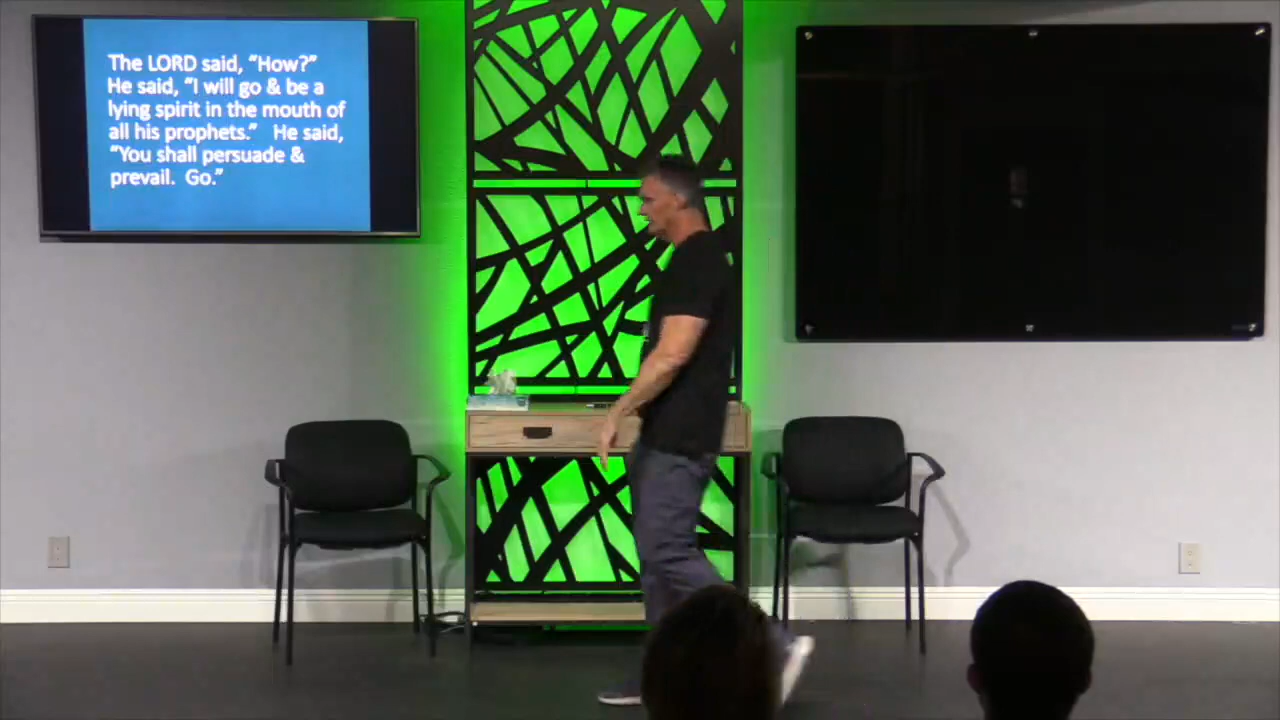 The LORD said, “How?”
He said, “I will go & be a
lying spirit in the mouth of
all his prophets.”   He said,
“You shall persuade &
prevail.  Go.”